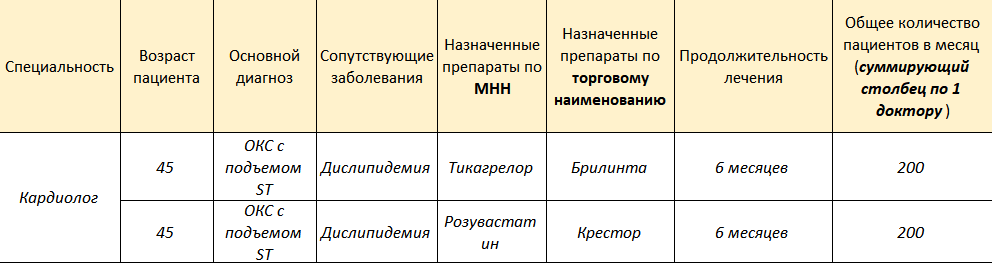 Специальность
Возраст
пациента
Основной
диагноз
Сопутствующие
заболевания
Назначенные
препараты по
МНН
Назначенные
препараты по
торговому
наименованию
Продолжительность
лечения
Общее количество
пациентов в месяц
(суммирующий
столбец по 1
доктору )
Кардиолог
45
ОКС с
подъемом
ST
Дислипидемия
Тикагрелор
Брилинта
6 месяцев
200
45
ОКС с
подъемом
ST
Дислипидемия
Розувастат
ин
Крестор
6 месяцев
200